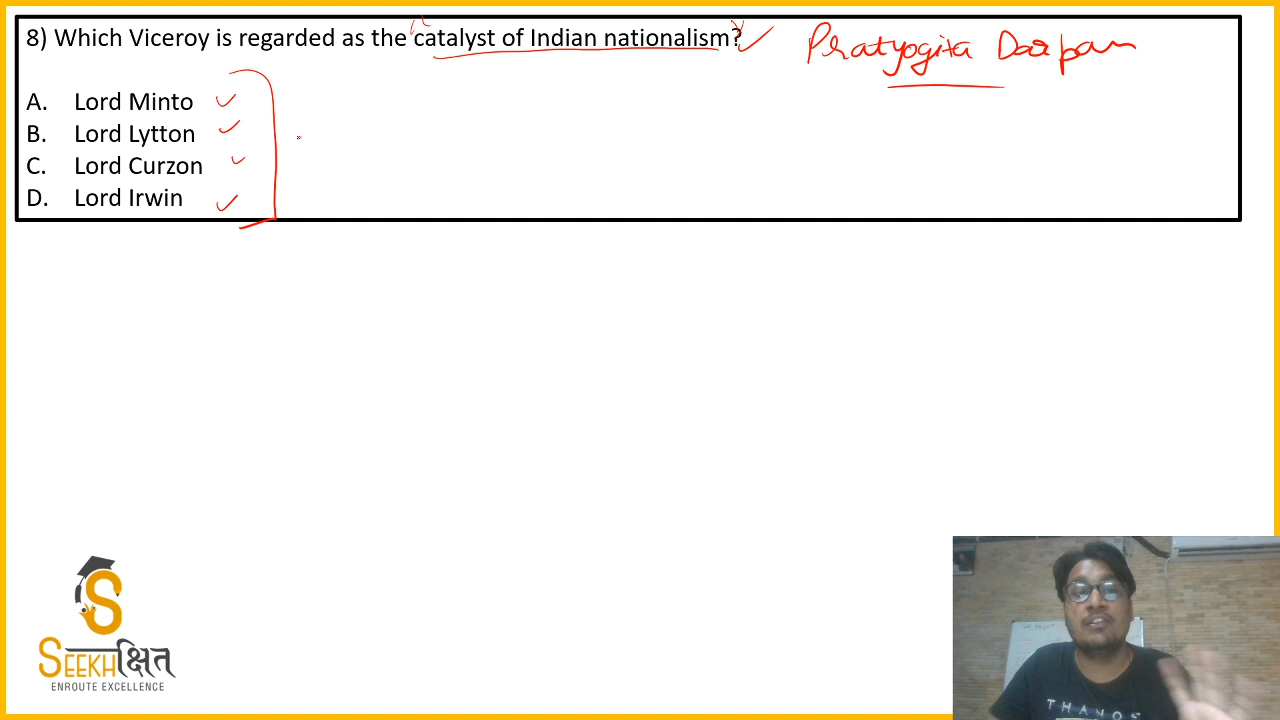 8) Which Viceroy is regarded as the catalyst of Indian nationalism?
Pratyogita Darpan
A. Lord Minto
B. Lord Lytton
C. Lord Curzon
D. Lord Irwin
S
SEEKHक्षित
ENROUTE EXCELLENCE
THANOS